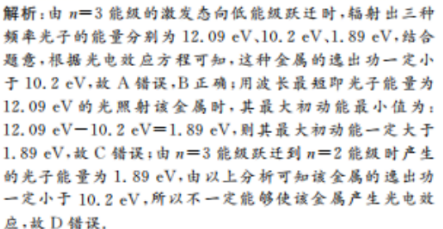 解析:由 n=3 能级的激发态向低能级跃迁时,辐射出三种
频率光子的能量分别为 12.09 eV、10.2 eV、1.89 eV,结合
题意,根据光电效应方程可知,这种金属的逸出功一定小
于 10.2 eV,故 A 错误,B 正确;用波长最短即光子能量为
12.09 eV 的光照射该金属时,其最大初动能最小值为:
12.09 eV-10.2 eV=1.89 eV,则其最大初动能一定大于
1.89 eV,故 C 错误;由 n=3 能级跃迁到 n=2 能级时产生
的光子能量为 1.89 eV,由以上分析可知该金属的逸出功
一定小于 10.2 eV,所以不一定能够使该金属产生光电效
应,故 D 错误.